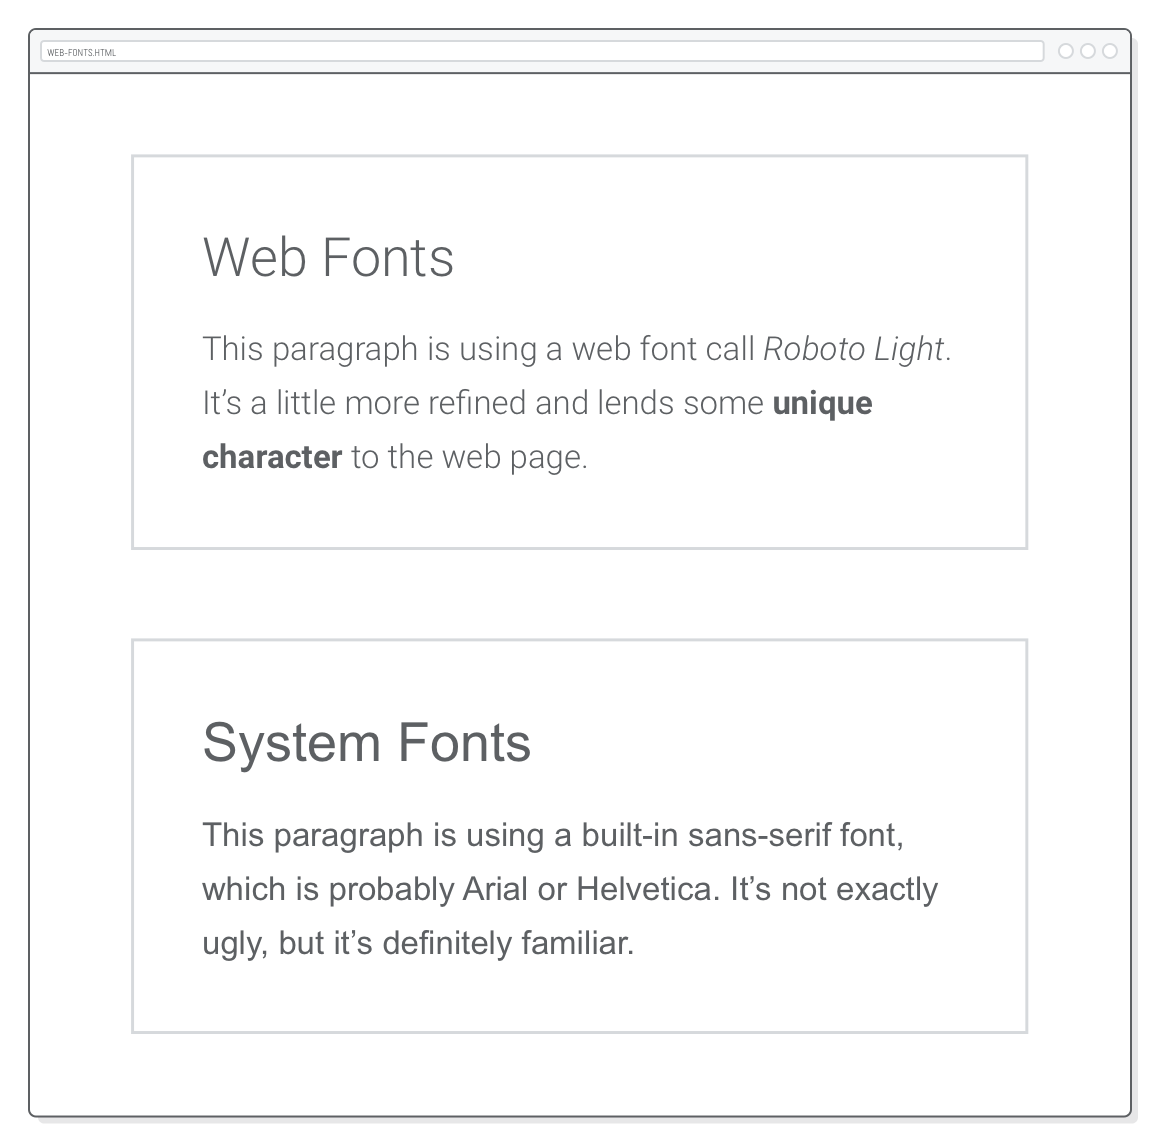 WEB-FONTS.HTML
Web Fonts
This paragraph is using a web font call Roboto Light.
It’s a little more refined and lends some unique
character to the web page.
System Fonts
This paragraph is using a built-in sans-serif font,
which is probably Arial or Helvetica. It’s not exactly
ugly, but it’s definitely familiar.